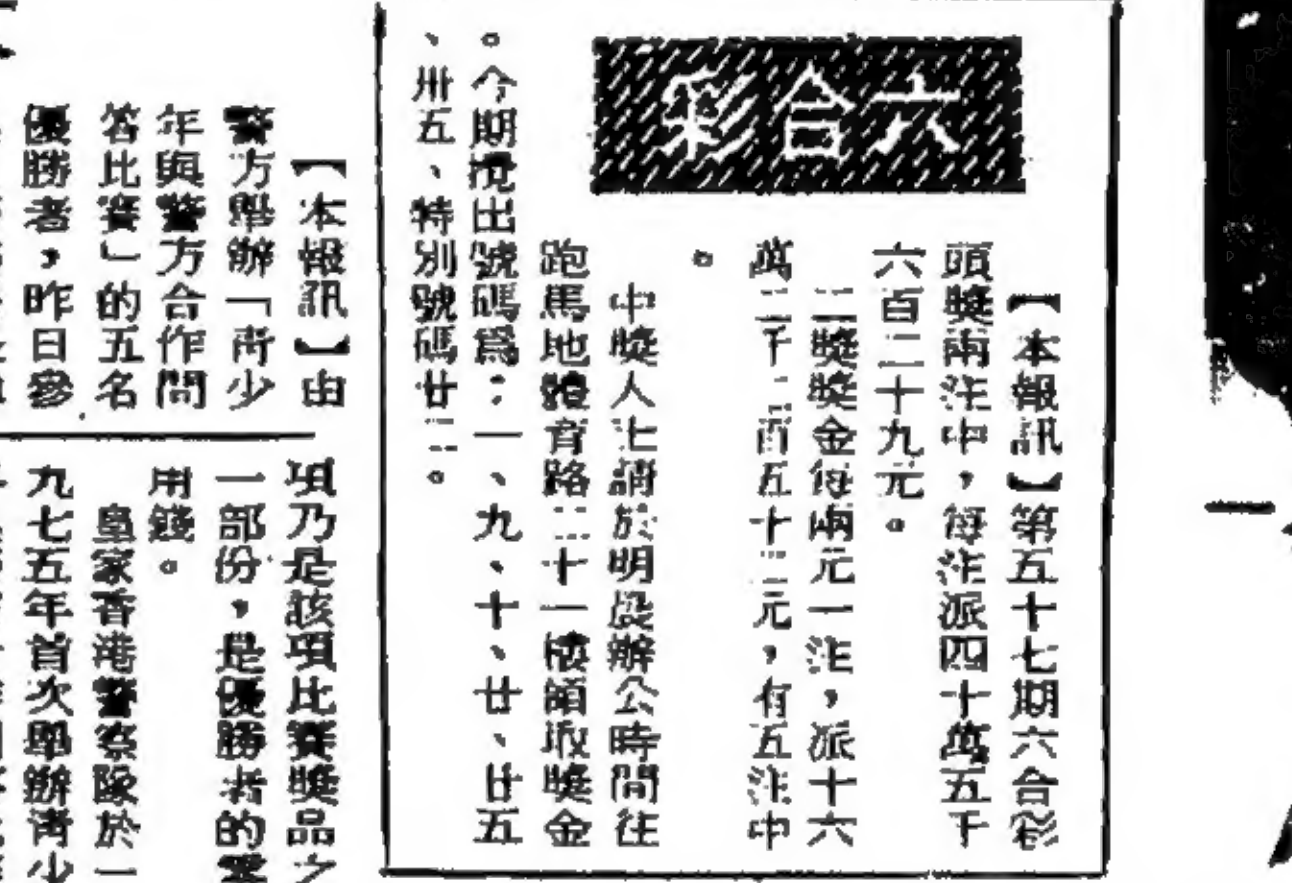 六合彩
【本報訊】第五十七期六合彩
頭獎兩注中，每注派四十萬五千
六百二十九元。
二獎獎金每兩元一注，派十六
萬二千二百五十二元，有五注中
。
中獎人士請於明晨辦公時間往
跑馬地體育路二十一樓領取獎金
。今期攪出號碼爲：一、九、十、廿、廿五
、卅五、特別號碼廿二。
【本報訊】由
警方舉辦「青少
年與警方合作問
答比賽」的五名
優勝者，昨日參
項乃是該項比賽獎品之
一部份，是優勝者的零
用錢。
皇家香港警察隊於一
九七五年首次舉辦青少